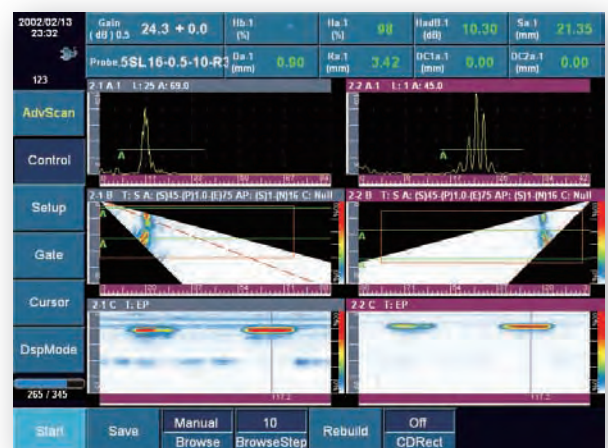 2002/02/13
23:32
123
Gain
( dB ) 0.5 24.3 + 0.0
Hb.1
(%) -
Ha.1
(%) 98
HadB.1
(dB) 10.30
Sa.1
(mm) 21.35
Probe.5SL16-0.5-10-R3
Da.1
(mm) 0.90
Ra.1
(mm) 3.42
DC1a.1
(mm) 0.00
DC2a.1
(mm) 0.00
AdvScan
Control
Setup
Gate
Cursor
DspMode
265 / 345
Start
2-1 A 1 L: 25 A: 69.0
A
2-2 A-1 L: 1 A: 45.0
A
2-1 B T: S A: (S)45-(P)1.0-(E)75 AP: (S)1-(N)16 C: Null
A
2-2 B T: S A: (S)45-(P)1.0-(E)75 AP: (S)1-(N)16 C: Null
A
A
2-1 C T: EP
117.2
2-2 C T: EP
117.2
Save
Manual
Browse
10
BrowseStep
Rebuild
Off
CDRect